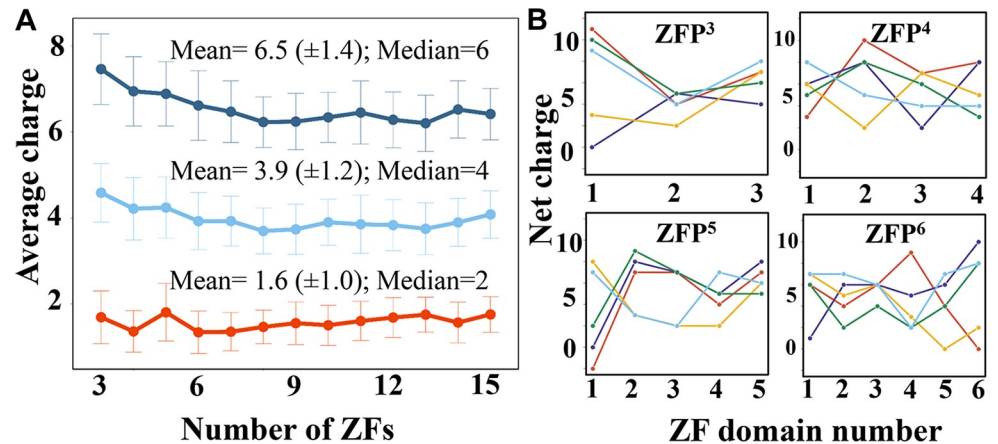 A
Average charge
8
6
4
2
Mean= 6.5 (±1.4); Median=6
Mean= 3.9 (±1.2); Median=4
Mean= 1.6 (±1.0); Median=2
3 6 9 12 15
Number of ZFs
B
Net charge
ZFP³
10
5
0
1 2 3
ZFP⁴
10
5
0
1 2 3 4
ZFP⁵
10
5
0
1 2 3 4 5
ZFP⁶
10
5
0
1 2 3 4 5 6
ZF domain number